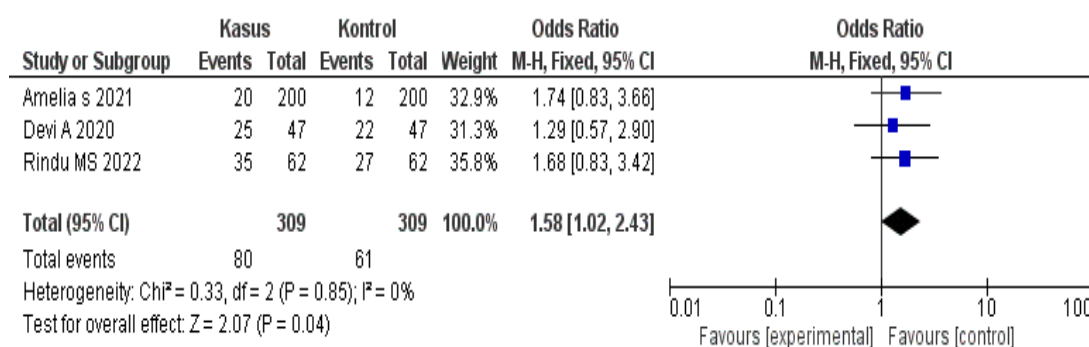 Kasus Kontrol Odds Ratio Odds Ratio
Study or Subgroup Events Total Events Total Weight M-H, Fixed, 95% CI M-H, Fixed, 95% CI
Amelia s 2021 20 200 12 200 32.9% 1.74 [0.83, 3.66]
Devi A 2020 25 47 22 47 31.3% 1.29 [0.57, 2.90]
Rindu MS 2022 35 62 27 62 35.8% 1.68 [0.83, 3.42]
Total (95% CI) 309 309 100.0% 1.58 [1.02, 2.43]
Total events 80 61
Heterogeneity: Chi² = 0.33, df = 2 (P = 0.85); I² = 0%
Test for overall effect: Z = 2.07 (P = 0.04)
0.01 0.1 1 10 100
Favours [experimental] Favours [control]